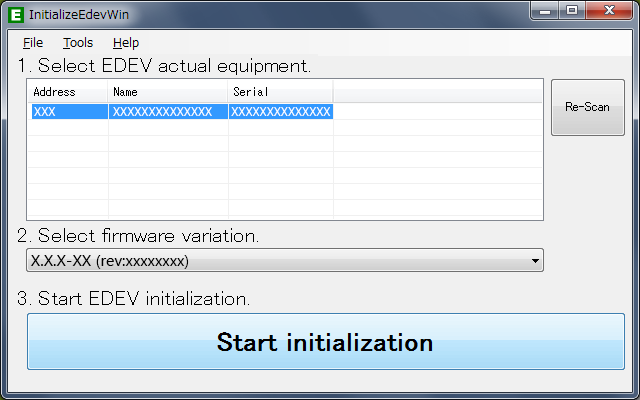 E InitializeEdevWin
File Tools Help
1. Select EDEV actual equipment.
Address Name Serial
XXX XXXXXXXXXXXXXX XXXXXXXXXXXXXX
Re-Scan
2. Select firmware variation.
X.X.X-XX (rev:xxxxxxxx)
3. Start EDEV initialization.
Start initialization